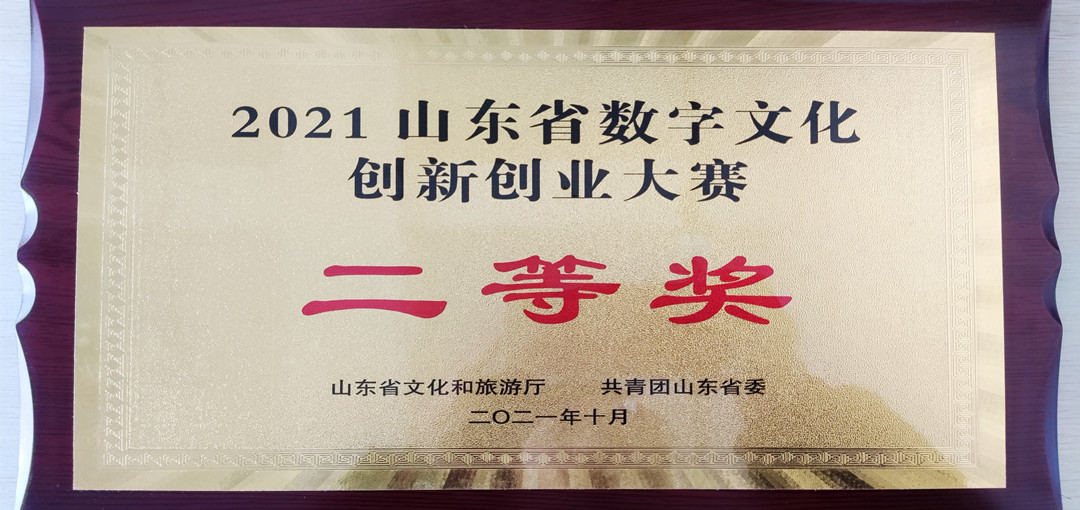 2021 山东省数字文化
创新创业大赛
二等奖
山东省文化和旅游厅 共青团山东省委
二〇二一年十月